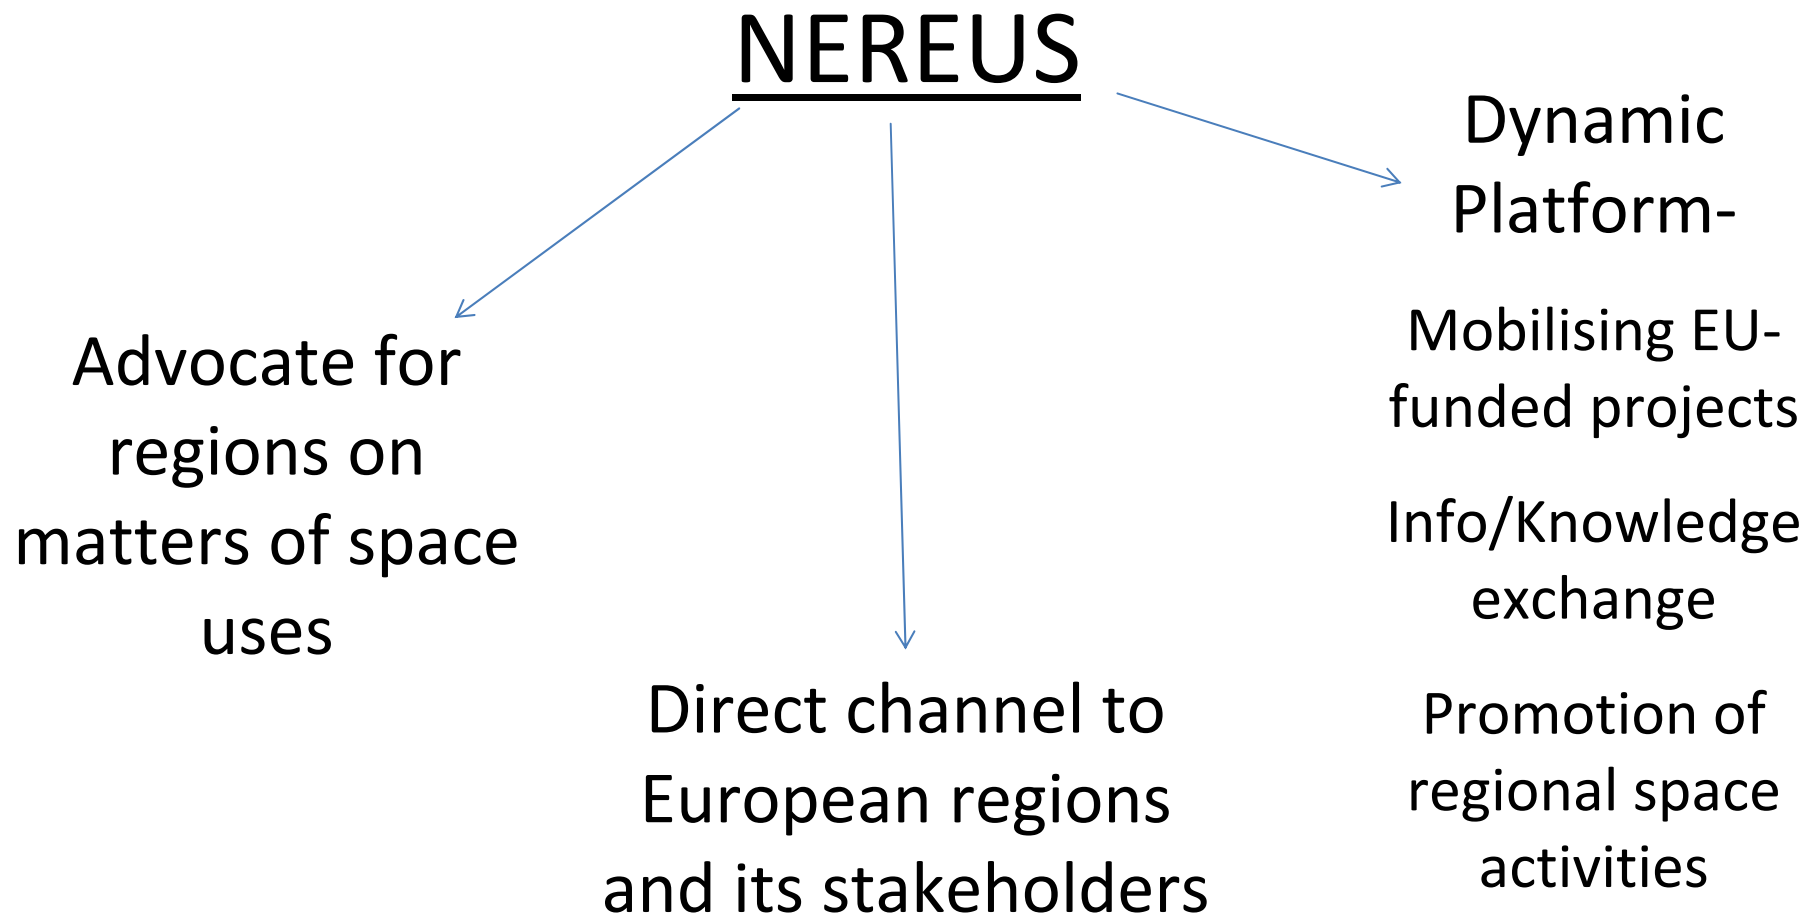 NEREUS
Advocate for
regions on
matters of space
uses
Direct channel to
European regions
and its stakeholders
Dynamic
Platform-
Mobilising EU-
funded projects
Info/Knowledge
exchange
Promotion of
regional space
activities